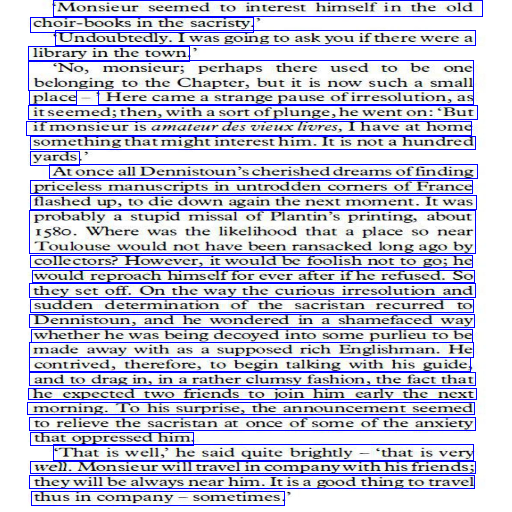 'Monsieur seemed to interest himself in the old
choir-books in the sacristy.'
'Undoubtedly. I was going to ask you if there were a
library in the town.'
'No, monsieur; perhaps there used to be one
belonging to the Chapter, but it is now such a small
place – ' Here came a strange pause of irresolution, as
it seemed; then, with a sort of plunge, he went on: 'But
if monsieur is amateur des vieux livres, I have at home
something that might interest him. It is not a hundred
yards.'
At once all Dennistoun's cherished dreams of finding
priceless manuscripts in untrodden corners of France
flashed up, to die down again the next moment. It was
probably a stupid missal of Plantin's printing, about
1580. Where was the likelihood that a place so near
Toulouse would not have been ransacked long ago by
collectors? However, it would be foolish not to go; he
would reproach himself for ever after if he refused. So
they set off. On the way the curious irresolution and
sudden determination of the sacristan recurred to
Dennistoun, and he wondered in a shamefaced way
whether he was being decoyed into some purlieu to be
made away with as a supposed rich Englishman. He
contrived, therefore, to begin talking with his guide,
and to drag in, in a rather clumsy fashion, the fact that
he expected two friends to join him early the next
morning. To his surprise, the announcement seemed
to relieve the sacristan at once of some of the anxiety
that oppressed him.
'That is well,' he said quite brightly – 'that is very
well. Monsieur will travel in company with his friends;
they will be always near him. It is a good thing to travel
thus in company – sometimes.'